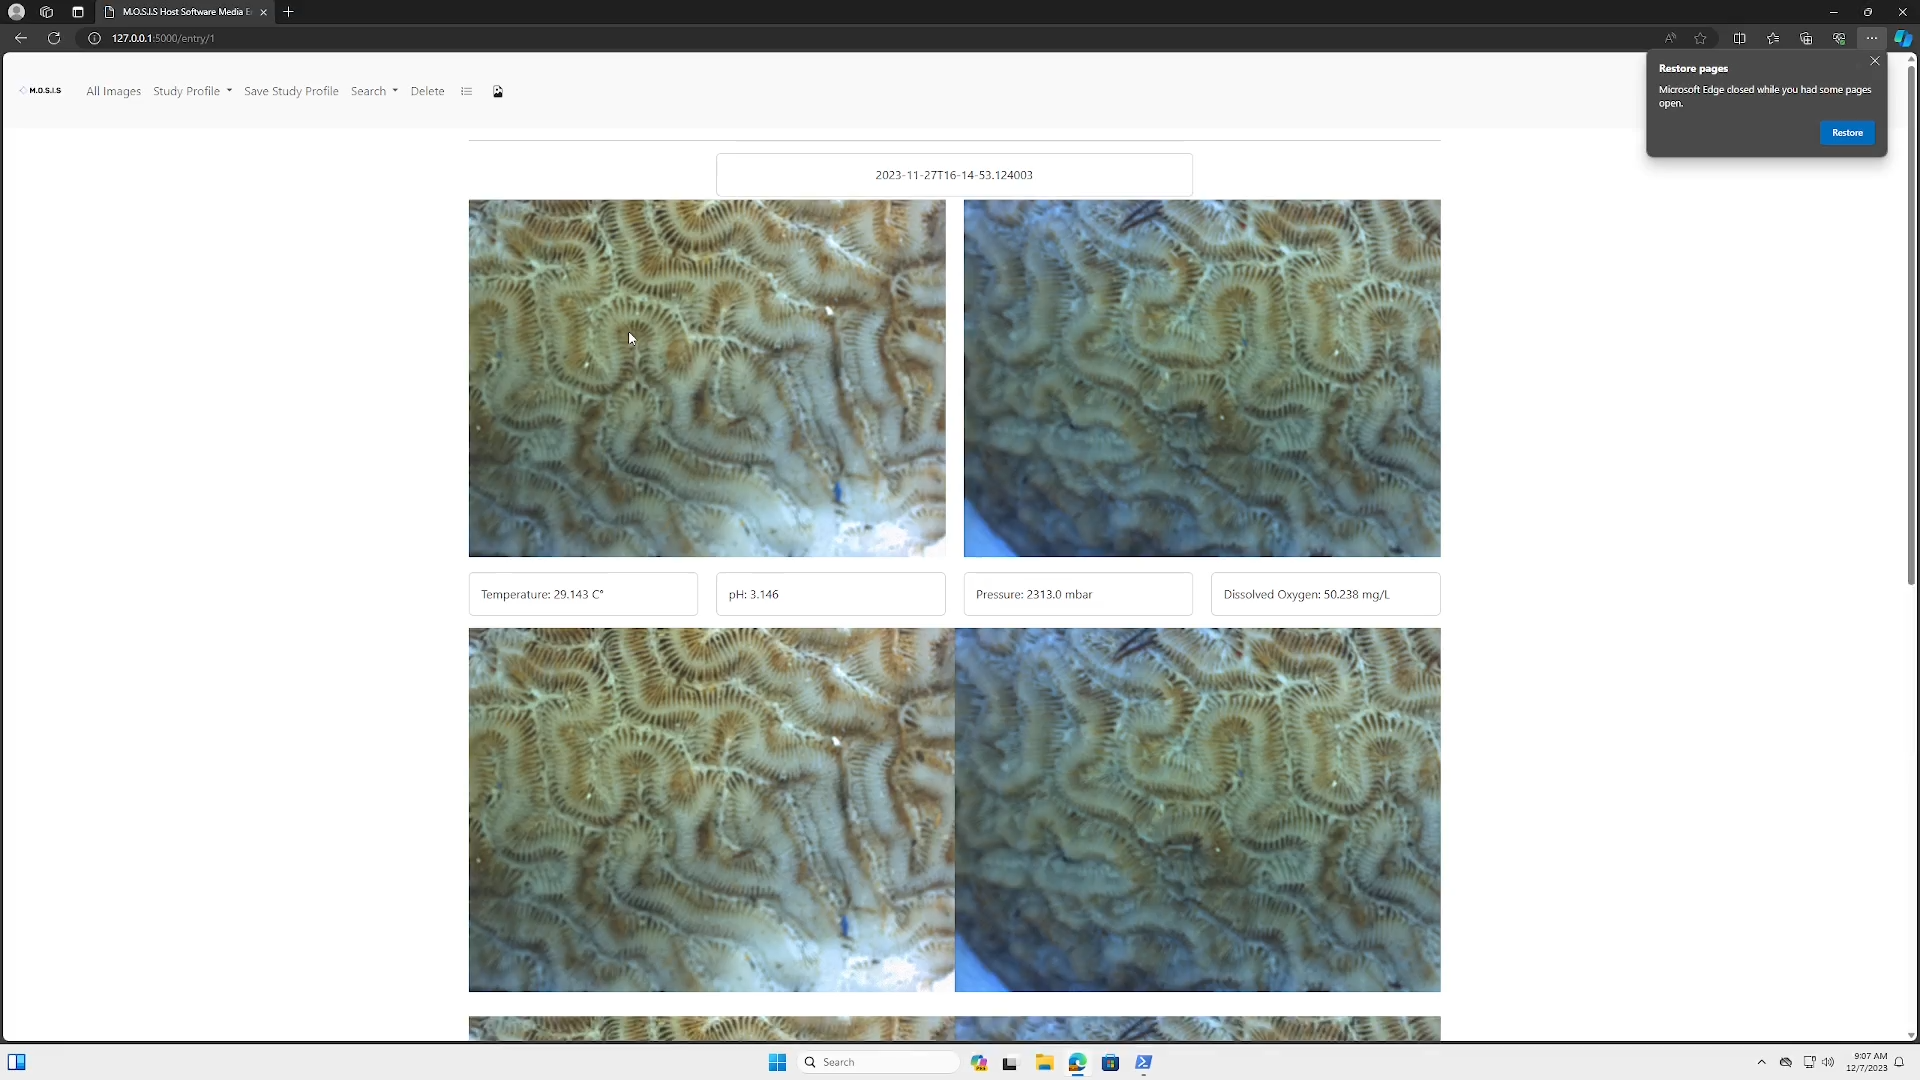 M.O.S.I.S Host Software Media E
127.0.0.1:5000/entry/1
Restore pages
Microsoft Edge closed while you had some pages
open.
Restore
M.O.S.I.S
All Images
Study Profile
Save Study Profile
Search
Delete
2023-11-27T16-14-53.124003
Temperature: 29.143 C°
pH: 3.146
Pressure: 2313.0 mbar
Dissolved Oxygen: 50.238 mg/L
Search
9:07 AM
12/7/2023